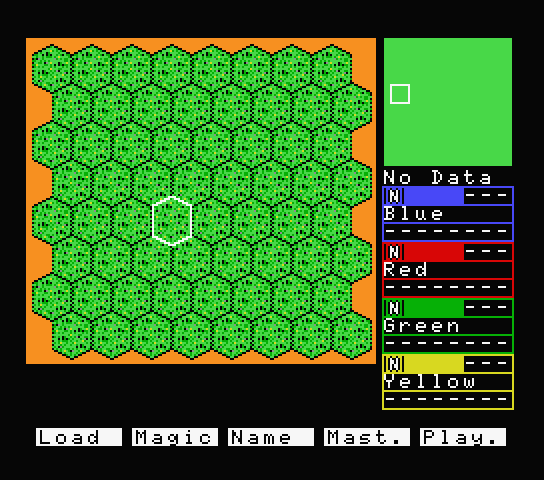 No Data
N ---
Blue
--------
N ---
Red
--------
N ---
Green
--------
N ---
Yellow
--------
Load Magic Name Mast. Play.